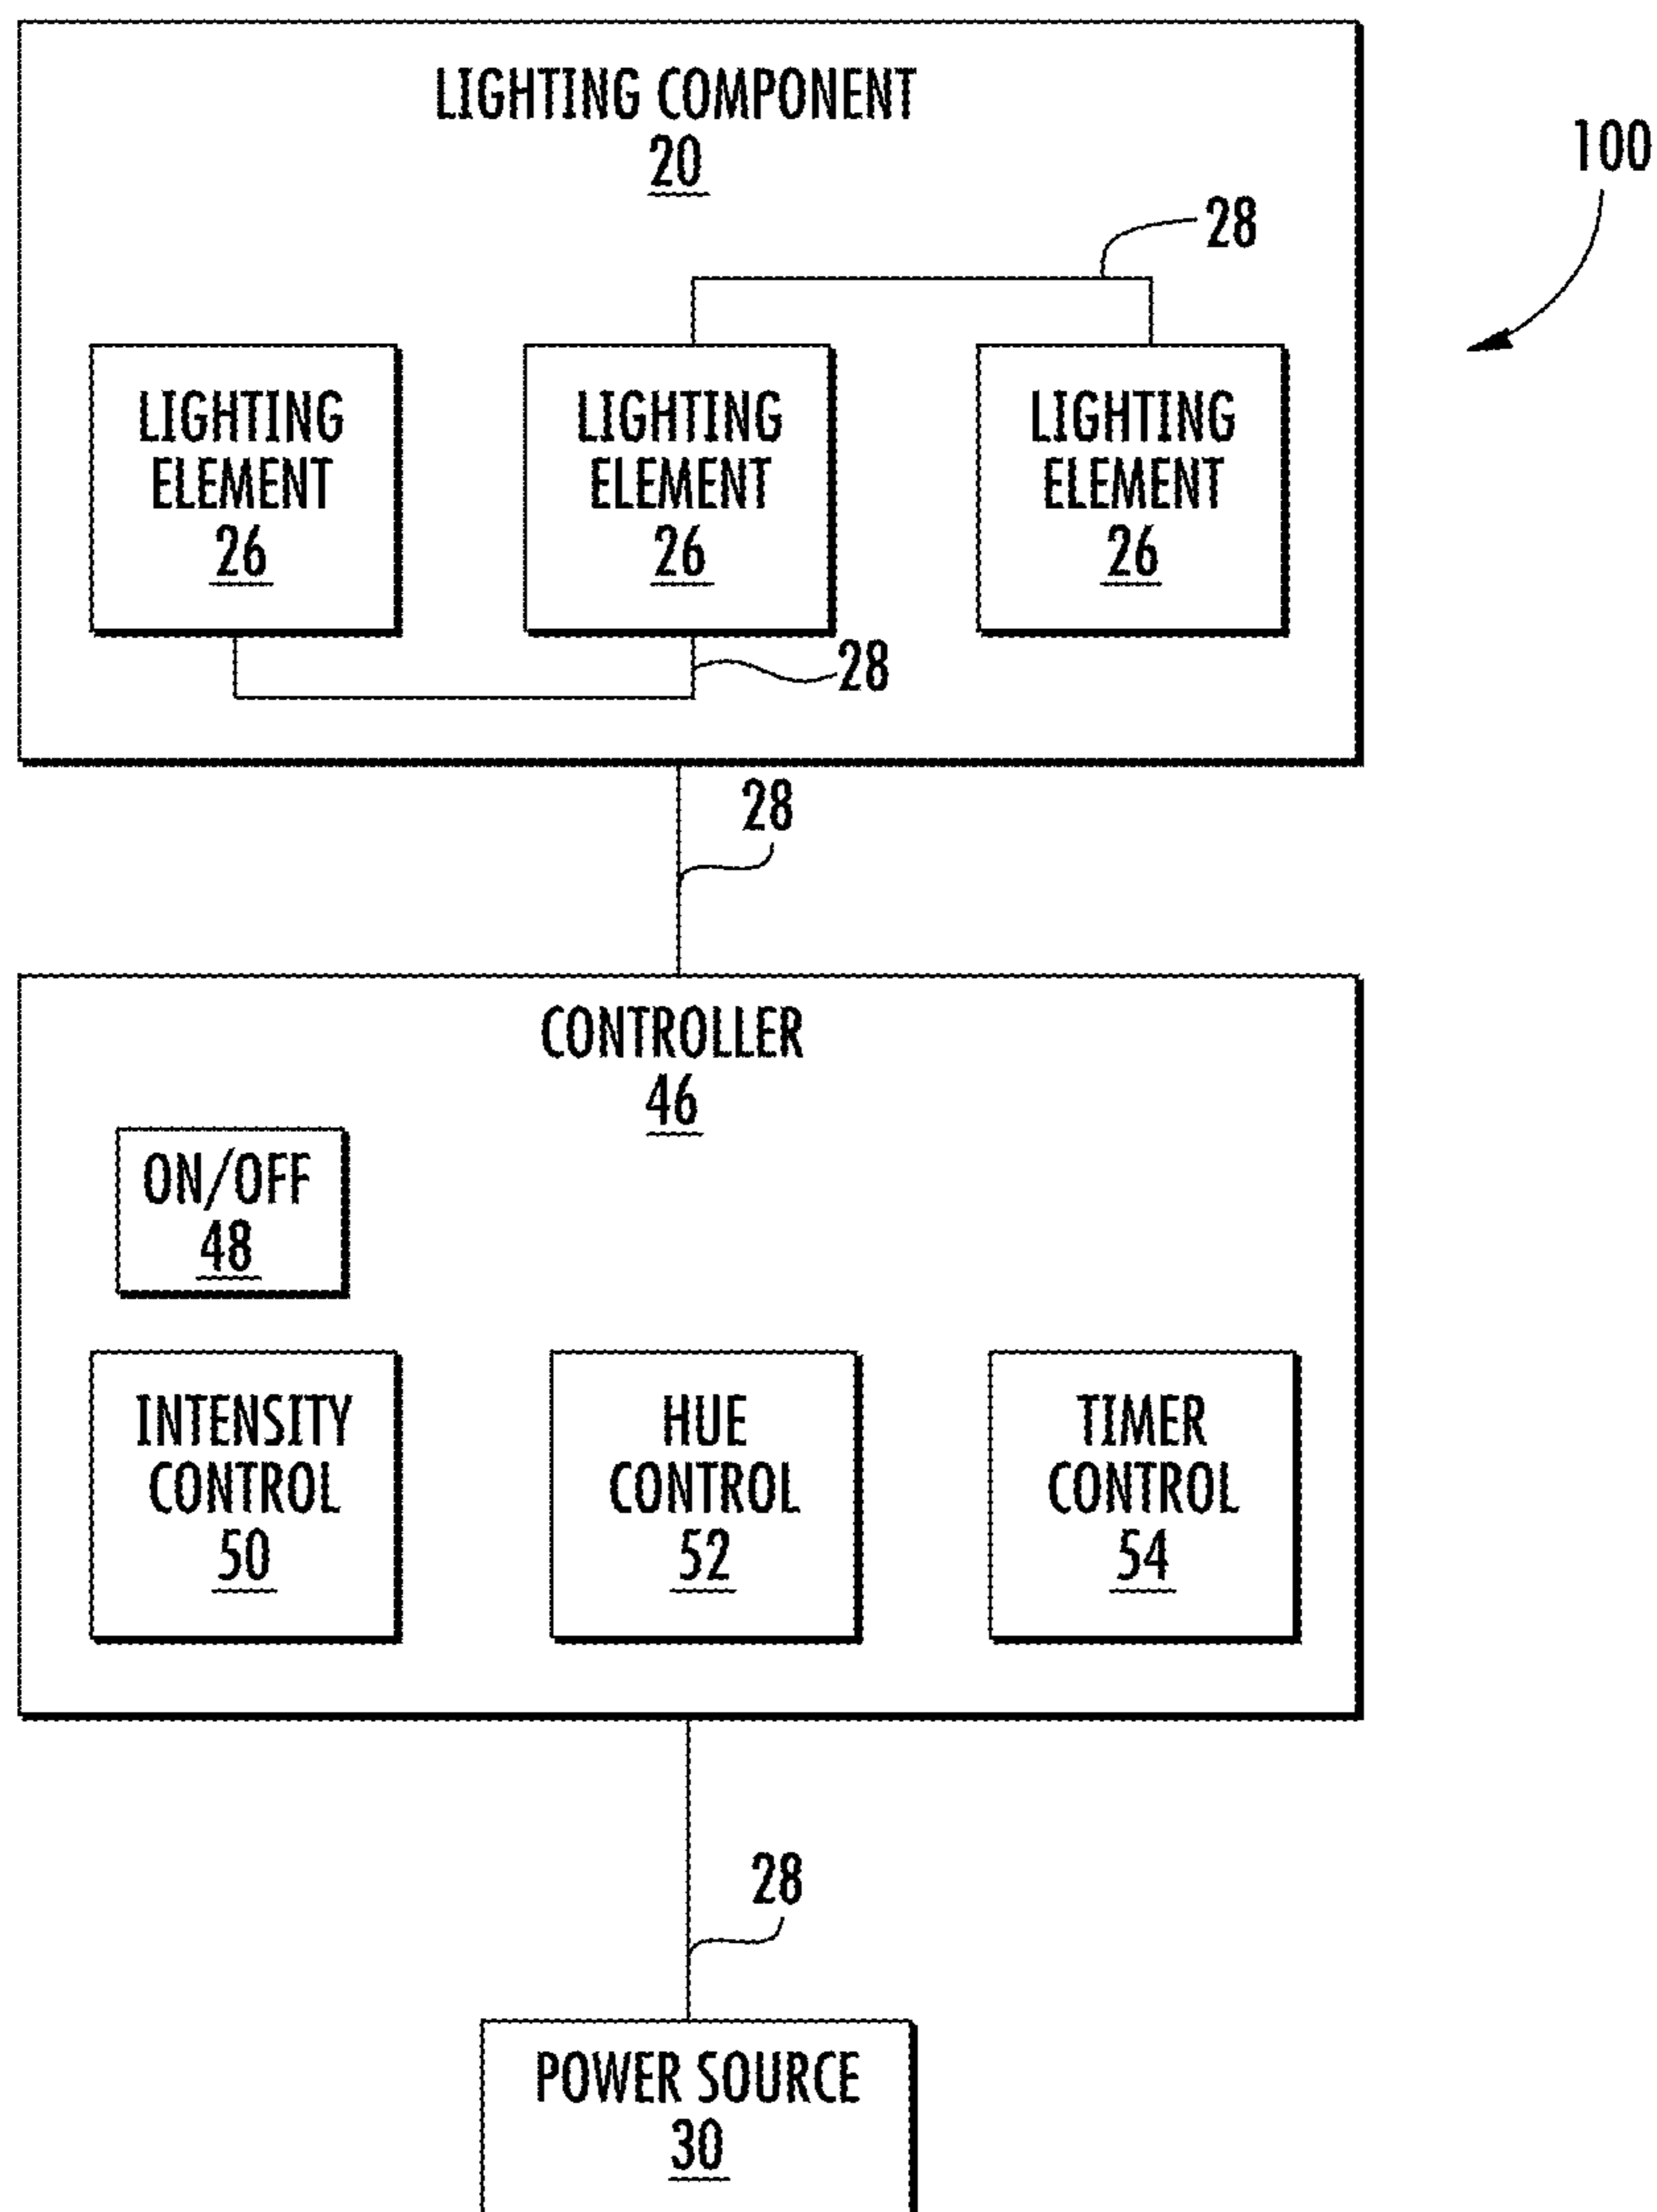 LIGHTING COMPONENT
20
100
28
LIGHTING
ELEMENT
26
LIGHTING
ELEMENT
26
LIGHTING
ELEMENT
26
28
28
CONTROLLER
46
ON/OFF
48
INTENSITY
CONTROL
50
HUE
CONTROL
52
TIMER
CONTROL
54
28
POWER SOURCE
30